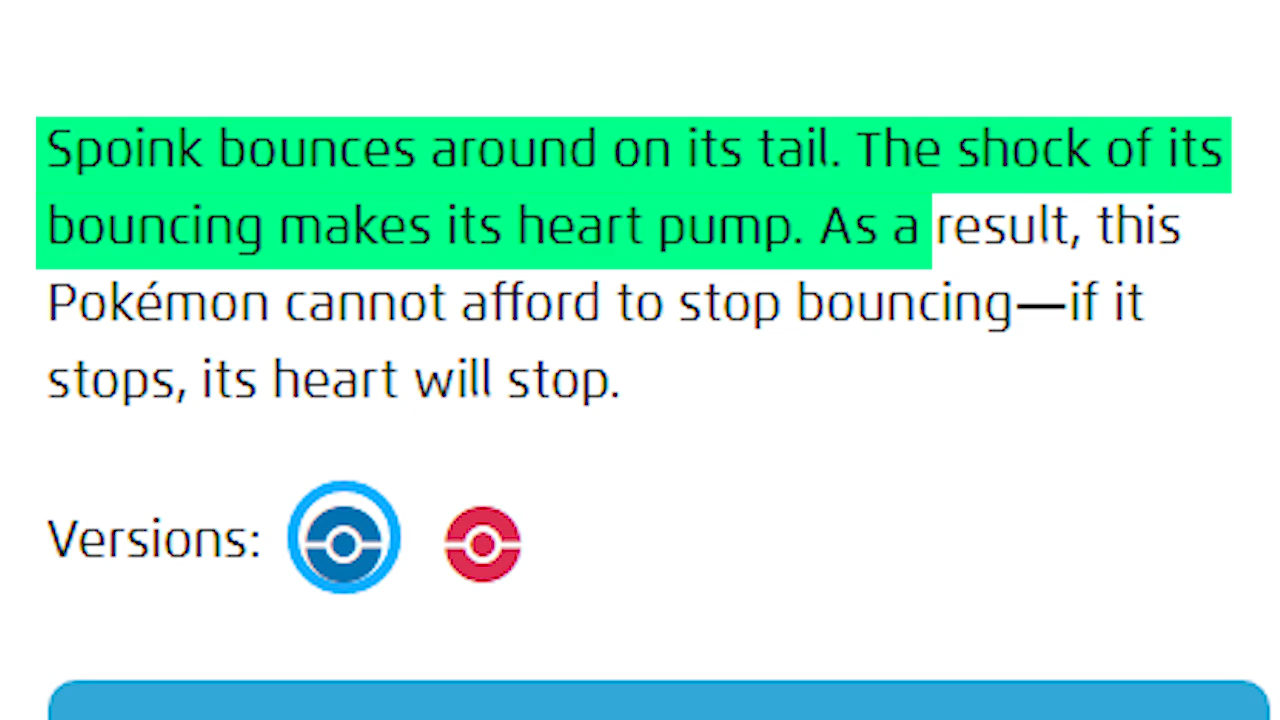 Spoink bounces around on its tail. The shock of its
bouncing makes its heart pump. As a result, this
Pokémon cannot afford to stop bouncing—if it
stops, its heart will stop.
Versions: